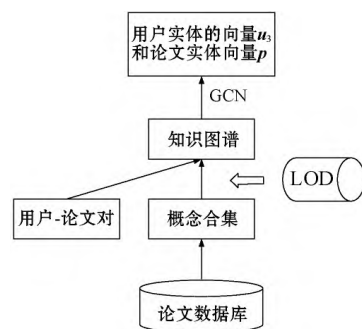 用户实体的向量u₃
和论文实体向量p
GCN
知识图谱
LOD
用户-论文对
概念合集
论文数据库